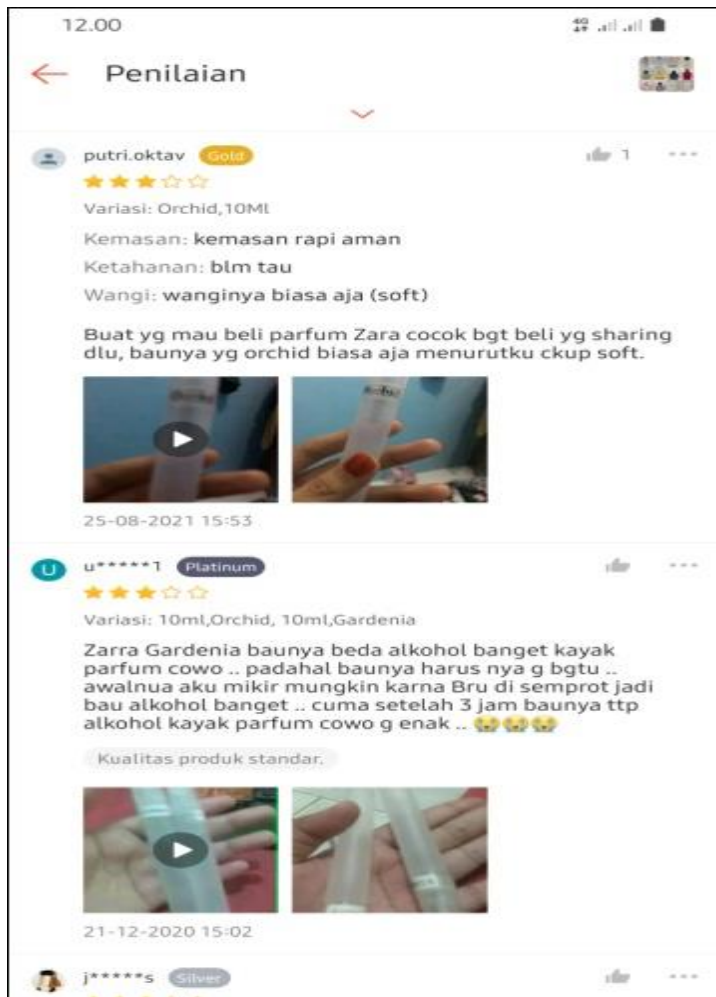 12.00
4G
Penilaian
putri.oktav Gold
1
Variasi: Orchid,10Ml
Kemasan: kemasan rapi aman
Ketahanan: blm tau
Wangi: wanginya biasa aja (soft)
Buat yg mau beli parfum Zara cocok bgt beli yg sharing
dlu, baunya yg orchid biasa aja menurutku ckup soft.
25-08-2021 15:53
U u*****1 Platinum
Variasi: 10ml,Orchid, 10ml,Gardenia
Zarra Gardenia baunya beda alkohol banget kayak
parfum cowo .. padahal baunya harus nya g bgtu ..
awalnua aku mikir mungkin karna Bru di semprot jadi
bau alkohol banget .. cuma setelah 3 jam baunya ttp
alkohol kayak parfum cowo g enak .. 😭😭😭
Kualitas produk standar.
21-12-2020 15:02
j*****s Silver